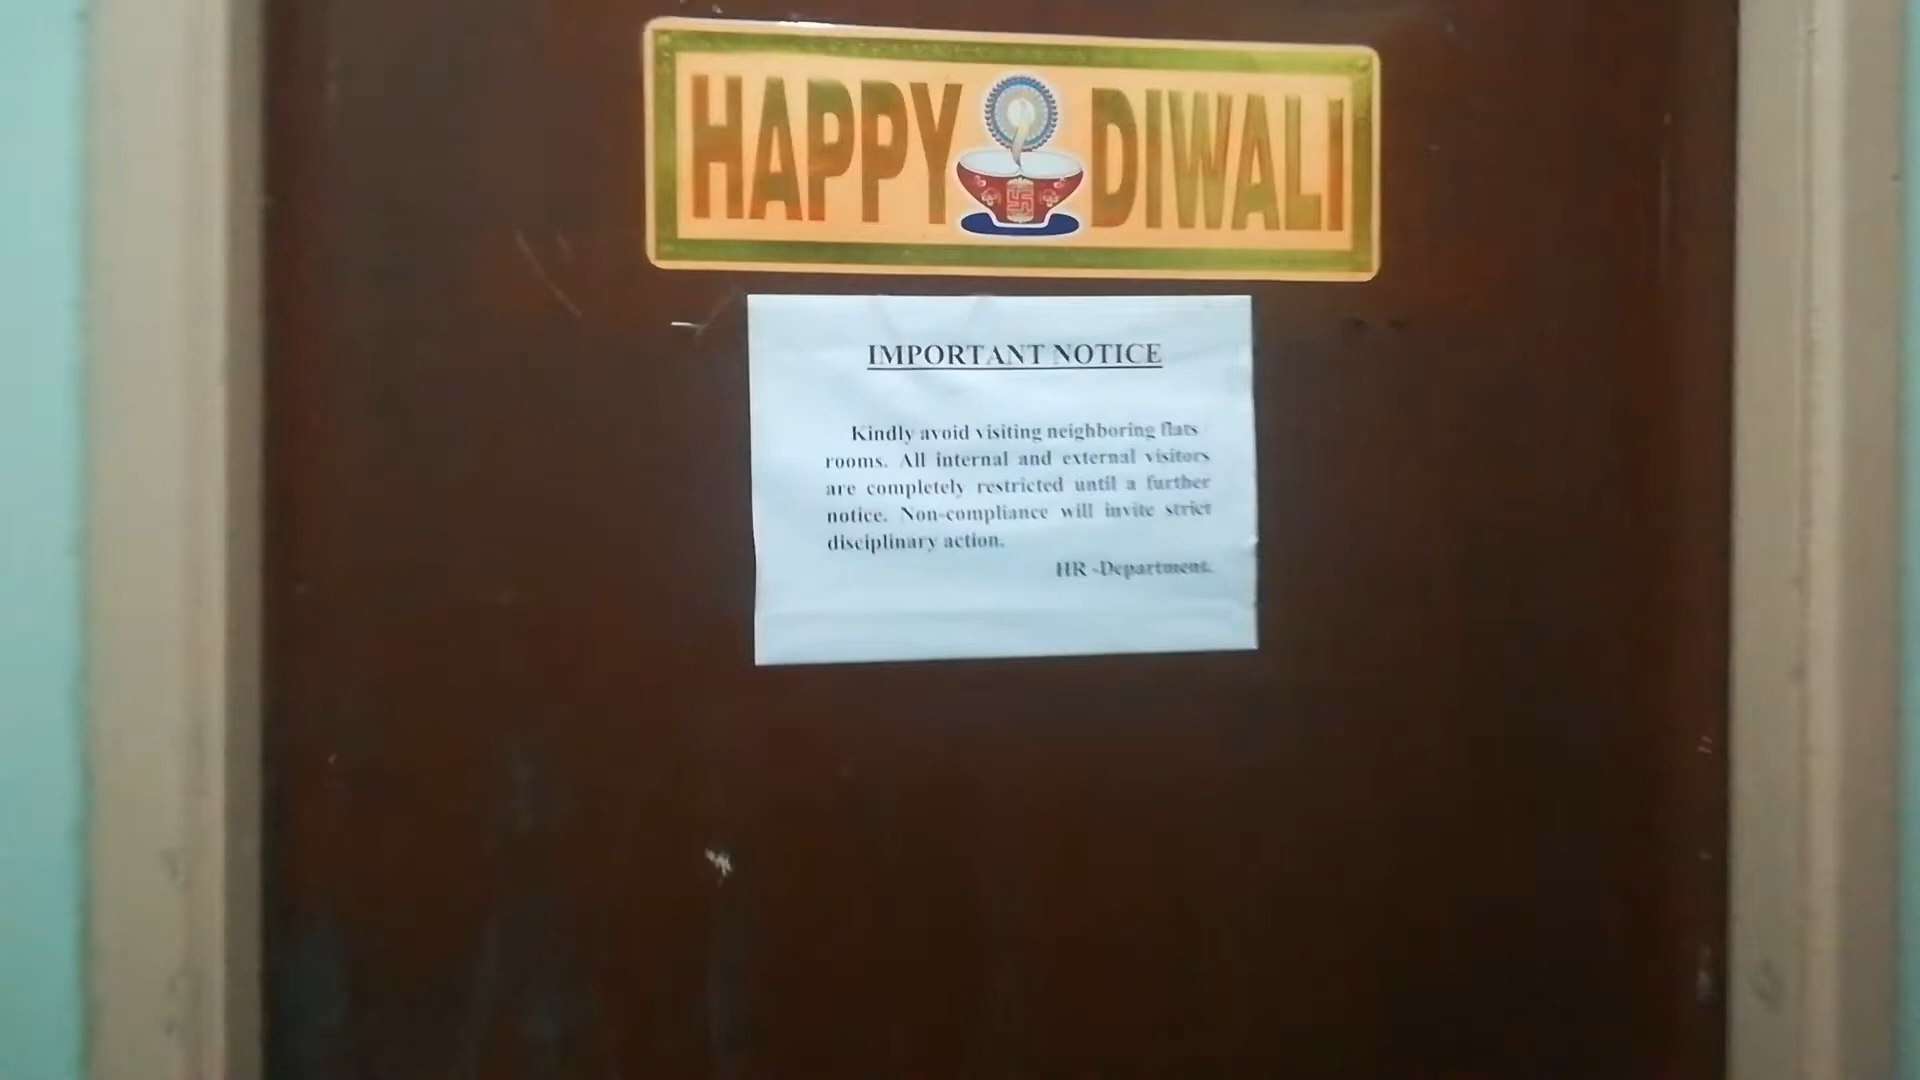 HAPPY DIWALI
IMPORTANT NOTICE
Kindly avoid visiting neighboring flats
rooms. All internal and external visitors
are completely restricted until a further
notice. Non-compliance will invite strict
disciplinary action.
HR -Department.